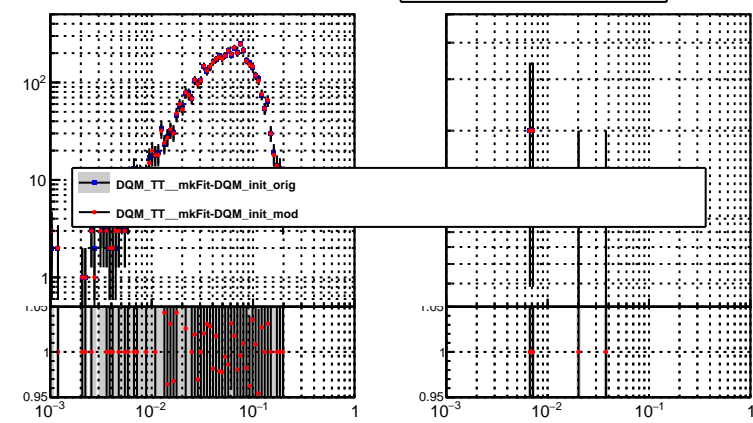 10²
10
1
DQM_TT__mkFit-DQM_init_orig
DQM_TT__mkFit-DQM_init_mod
1.05 1.05
1 1
0.95 0.95
10⁻³ 10⁻² 10⁻¹ 1 10⁻³ 10⁻² 10⁻¹ 1